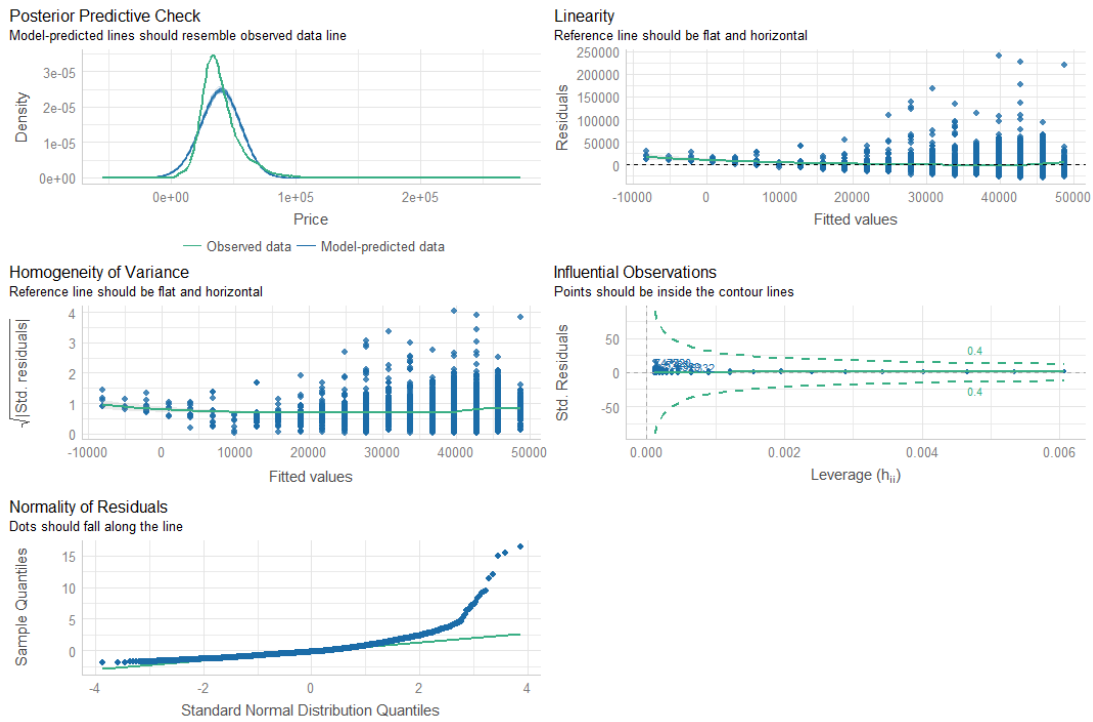 Posterior Predictive Check
Model-predicted lines should resemble observed data line
3e-05
2e-05
1e-05
0e+00
Density
0e+00
1e+05
2e+05
Price
Observed data
Model-predicted data
Linearity
Reference line should be flat and horizontal
250000
200000
150000
100000
50000
0
Residuals
-10000
0
10000
20000
30000
40000
50000
Fitted values
Homogeneity of Variance
Reference line should be flat and horizontal
4
3
2
1
0
√|Std. residuals|
-10000
0
10000
20000
30000
40000
50000
Fitted values
Influential Observations
Points should be inside the contour lines
50
0
-50
Std. Residuals
0.4
0.4
0.000
0.002
0.004
0.006
Leverage (hᵢᵢ)
Normality of Residuals
Dots should fall along the line
15
10
5
0
Sample Quantiles
-4
-2
0
2
4
Standard Normal Distribution Quantiles